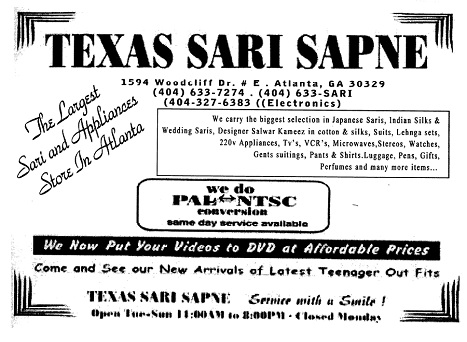 TEXAS SARI SAPNE
1594 Woodcliff Dr. # E . Atlanta, GA 30329
(404) 633-7274 . (404) 633-SARI
(404-327-6383 ((Electronics)
The Largest
Sari and Appliances
Store In Atlanta
We carry the biggest selection in Japanese Saris, Indian Silks &
Wedding Saris, Designer Salwar Kameez in cotton & silks, Suits, Lehnga sets,
220v Appliances, Tv's, VCR's, Microwaves,Stereos, Watches,
Gents suitings, Pants & Shirts.Luggage, Pens, Gifts,
Perfumes and many more items...
we do
PAL↔NTSC
conversion
same day service available
We Now Put Your Videos to DVD at Affordable Prices
Come and See our New Arrivals of Latest Teenager Out Fits
TEXAS SARI SAPNE Service with a Smile !
Open Tue-Sun 11:00AM to 8:00PM - Closed Monday